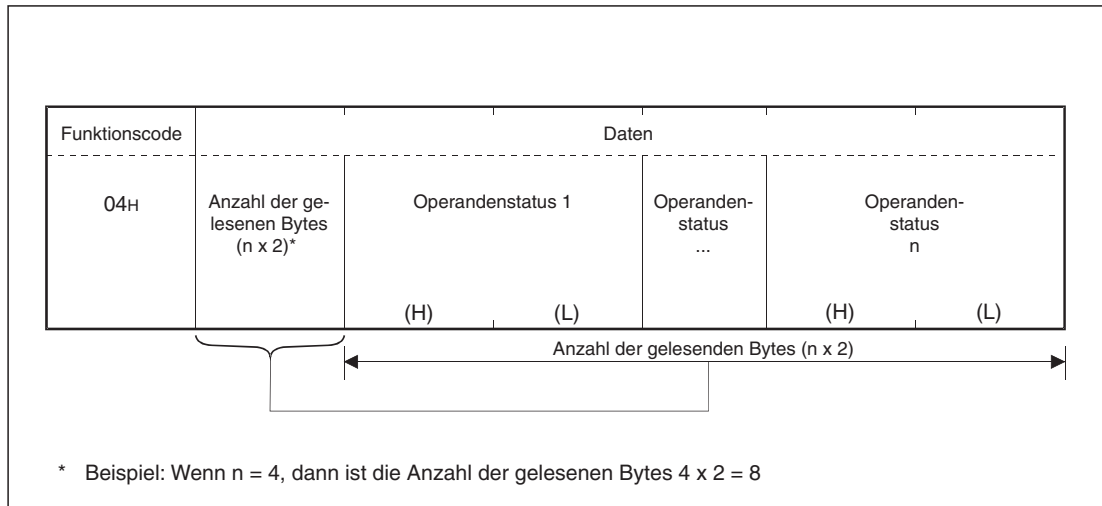 Funktionscode
Daten
04H
Anzahl der ge-
lesenen Bytes
(n x 2)*
Operandenstatus 1
Operanden-
status
...
Operanden-
status
n
(H)
(L)
(H)
(L)
Anzahl der gelesenden Bytes (n x 2)
* Beispiel: Wenn n = 4, dann ist die Anzahl der gelesenen Bytes 4 x 2 = 8